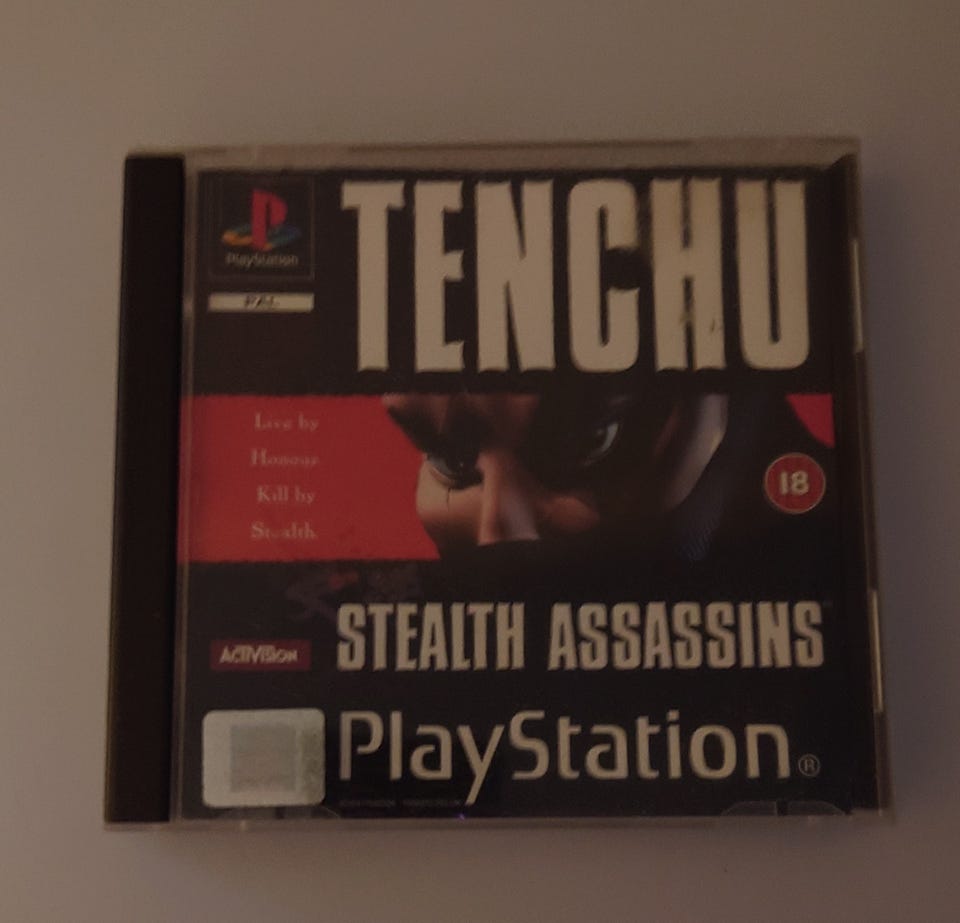 PlayStation
PAL
TENCHU
Live by
Honour
Kill by
Stealth.
18
STEALTH ASSASSINS
ACTIVISION
PlayStation®